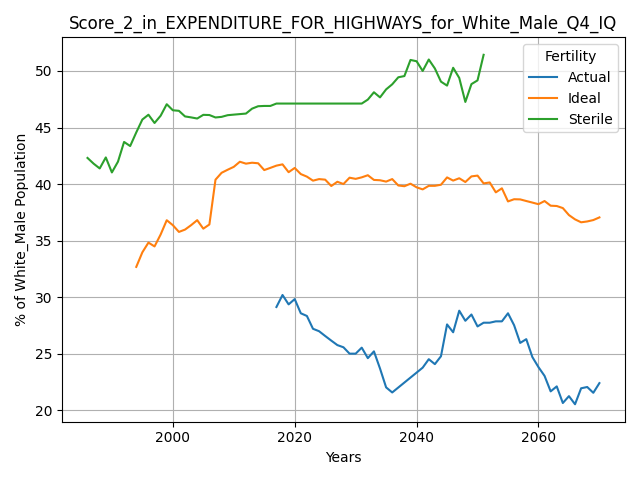 Score_2_in_EXPENDITURE_FOR_HIGHWAYS_for_White_Male_Q4_IQ
Fertility
Actual
Ideal
Sterile
% of White_Male Population
50
45
40
35
30
25
20
2000
2020
2040
2060
Years